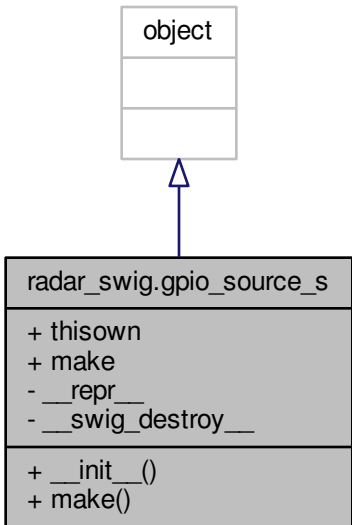 object
radar_swig.gpio_source_s
+ thisown
+ make
- __repr__
- __swig_destroy__
+ __init__()
+ make()